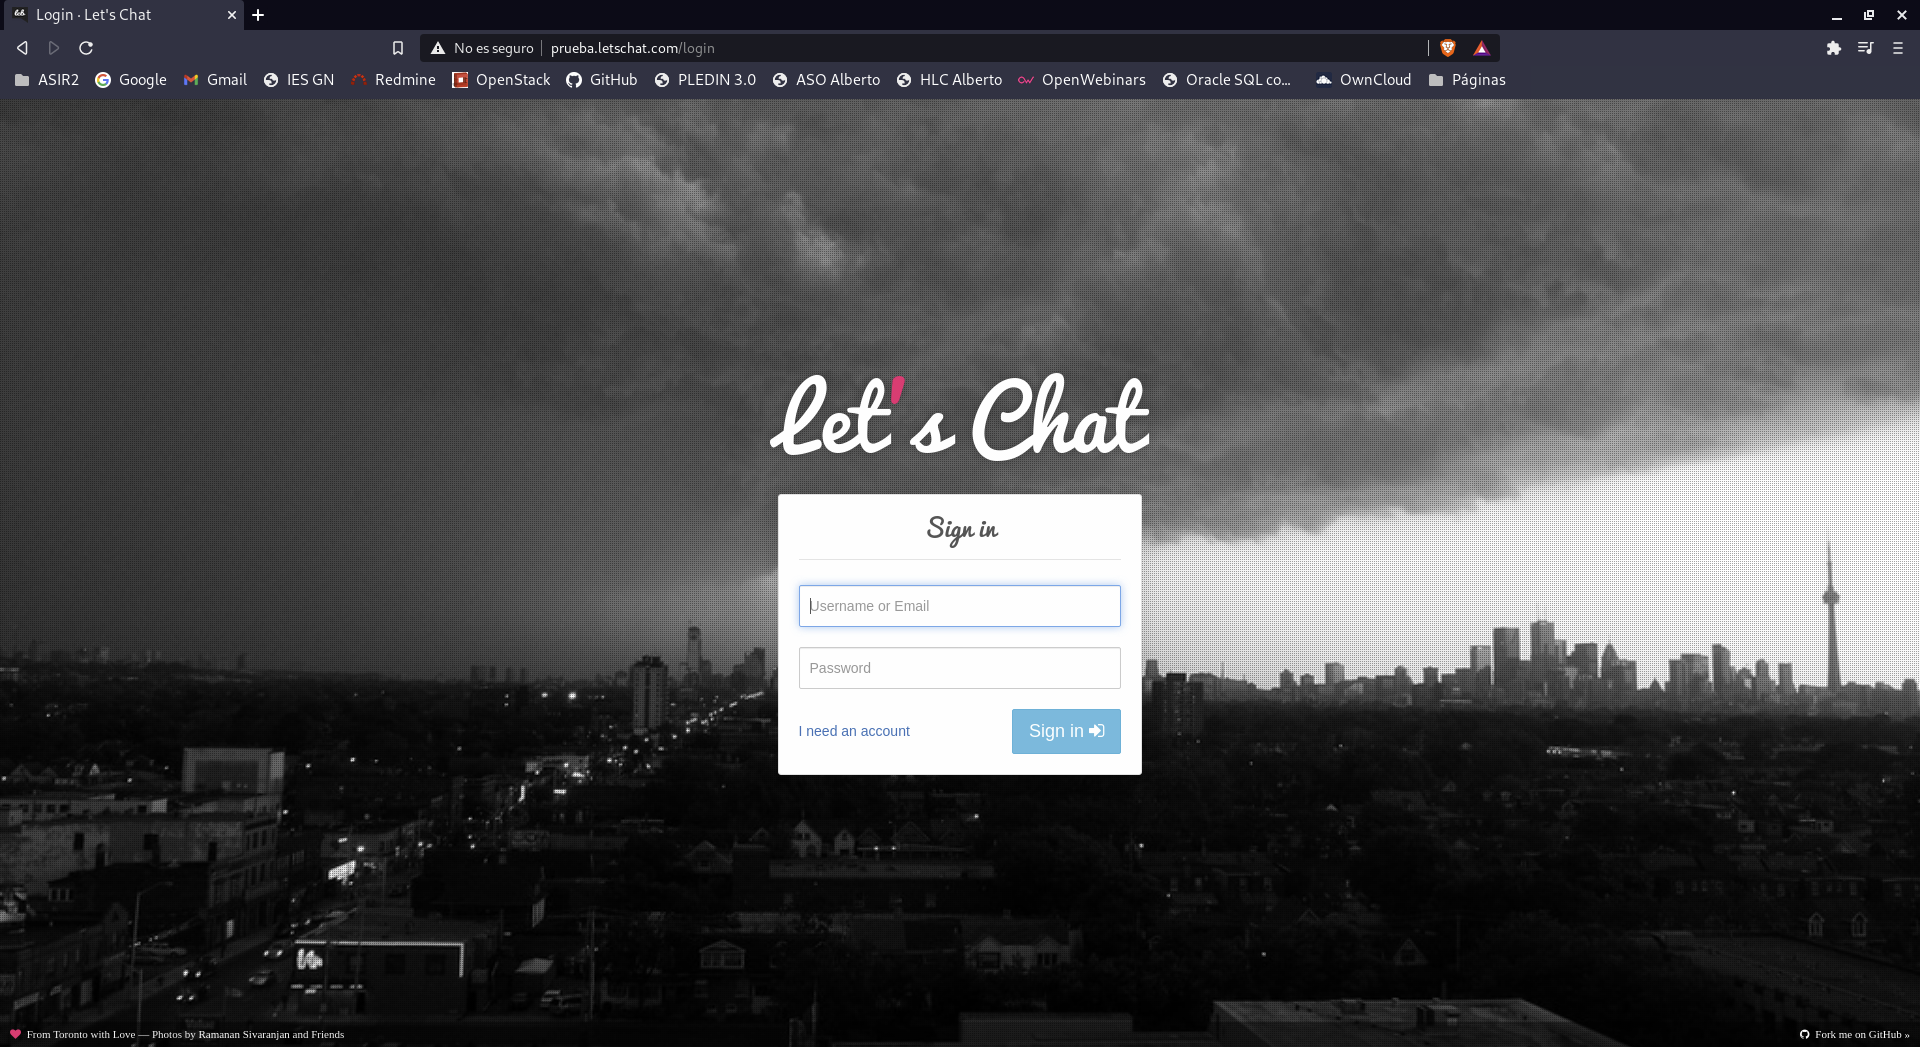 Login · Let's Chat
No es seguro
prueba.letschat.com/login
ASIR2 Google Gmail IES GN Redmine OpenStack GitHub PLEDIN 3.0 ASO Alberto HLC Alberto OpenWebinars Oracle SQL co... OwnCloud Páginas
Let's Chat
Sign in
Username or Email
Password
I need an account
Sign in
From Toronto with Love — Photos by Ramanan Sivaranjan and Friends
Fork me on GitHub »